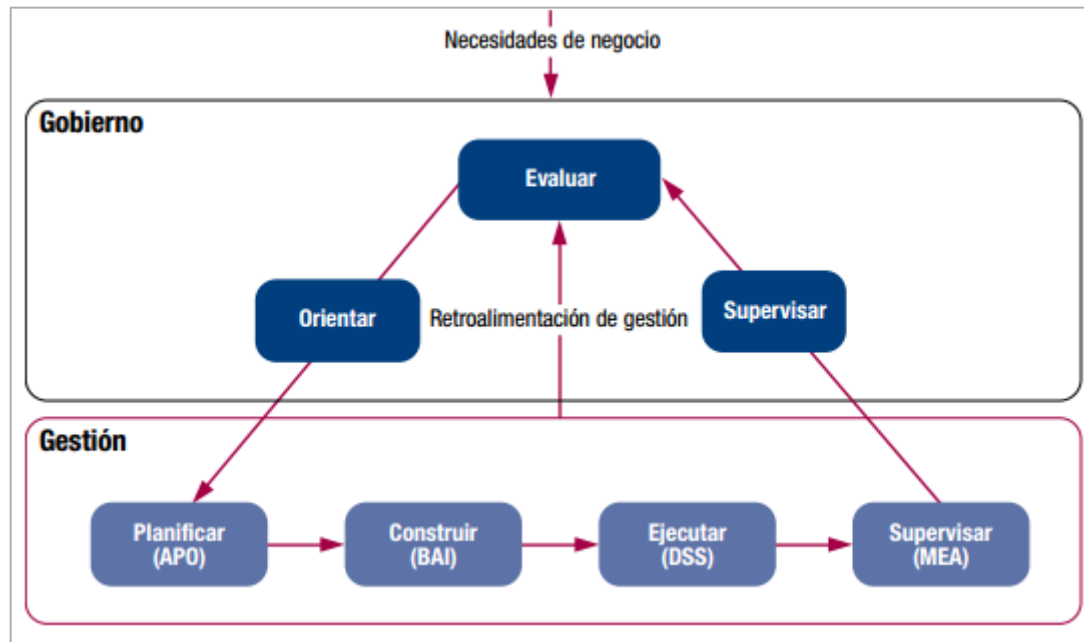 Necesidades de negocio
Gobierno
Evaluar
Orientar
Retroalimentación de gestión
Supervisar
Gestión
Planificar
(APO)
Construir
(BAI)
Ejecutar
(DSS)
Supervisar
(MEA)